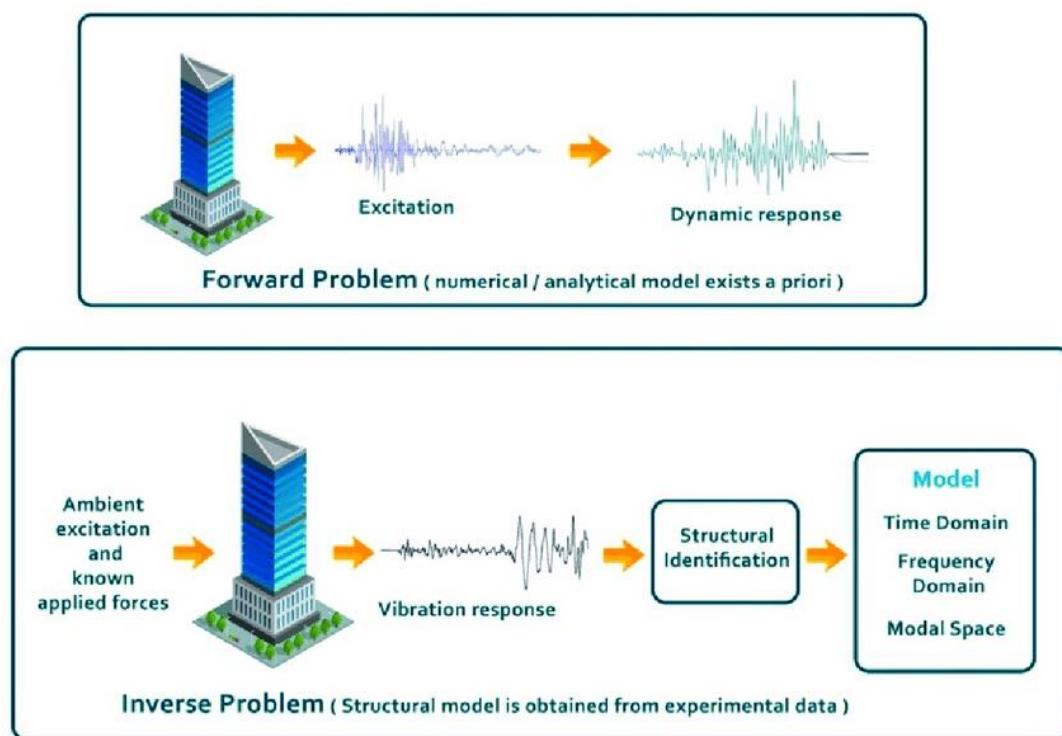 Excitation
Dynamic response
Forward Problem ( numerical / analytical model exists a priori )
Ambient
excitation
and
known
applied forces
Vibration response
Structural
Identification
Model
Time Domain
Frequency
Domain
Modal Space
Inverse Problem ( Structural model is obtained from experimental data )